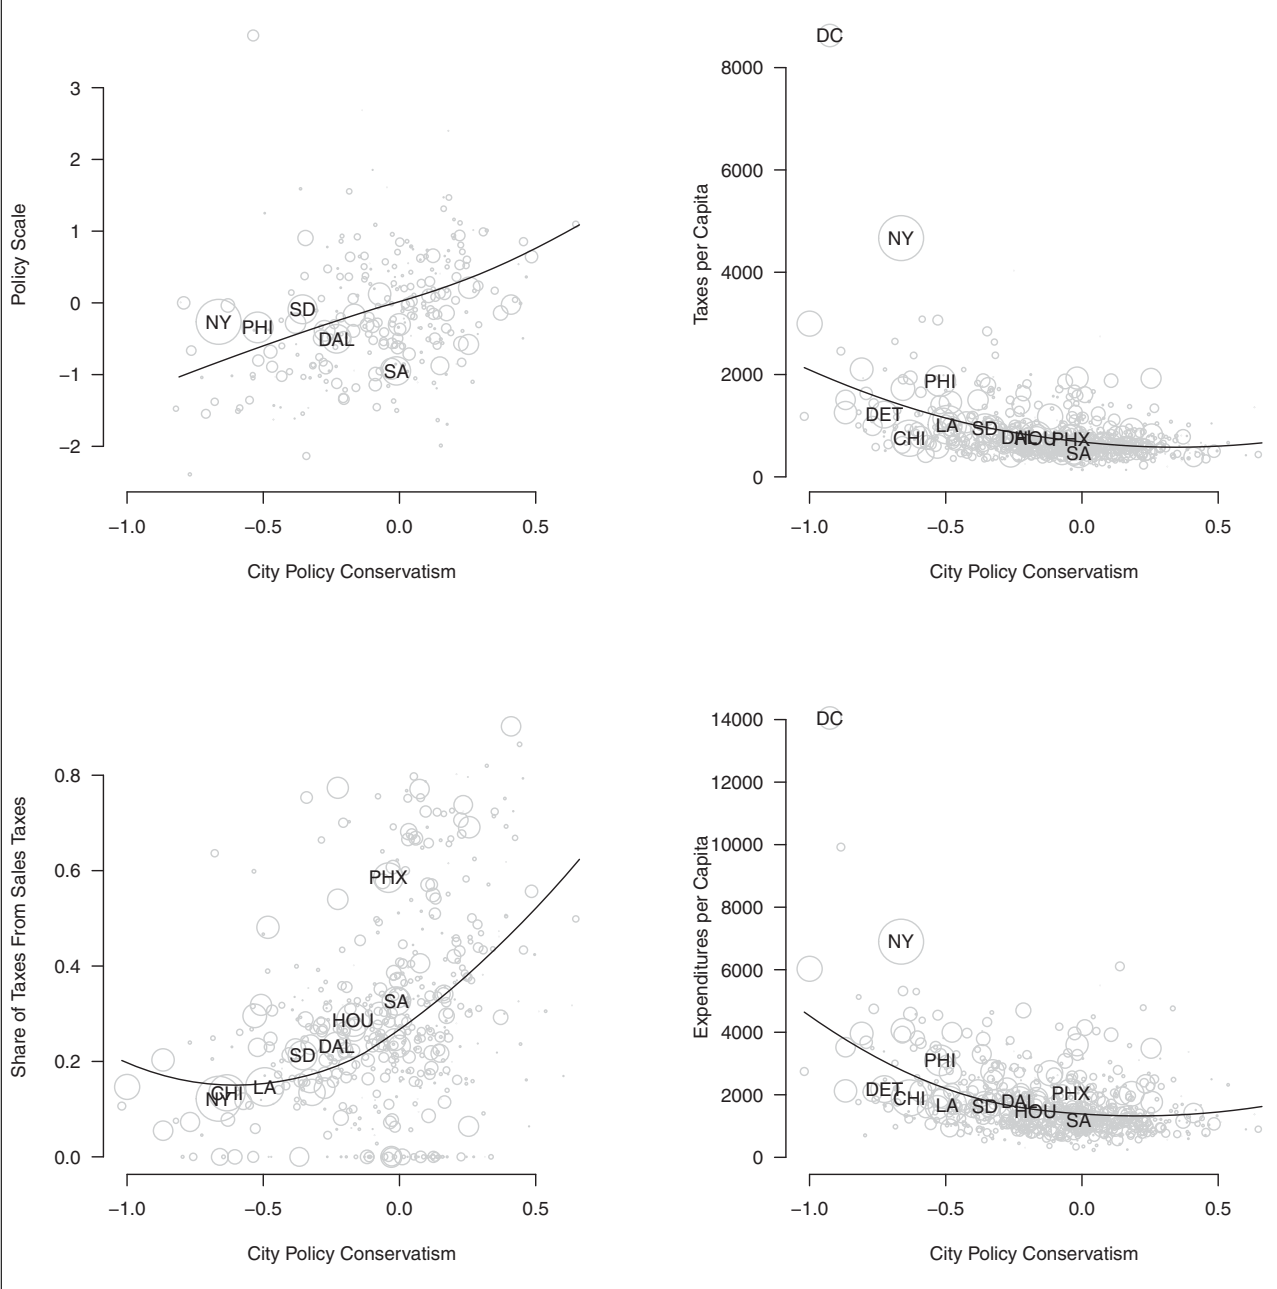 Policy Scale
3
2
1
0
−1
−2
NY
PHI
SD
DAL
SA
−1.0
−0.5
0.0
0.5
City Policy Conservatism
Taxes per Capita
8000
6000
4000
2000
0
DC
NY
PHI
DET
CHI
LA
SD
DAL
HOU
PHX
SA
−1.0
−0.5
0.0
0.5
City Policy Conservatism
Share of Taxes From Sales Taxes
0.8
0.6
0.4
0.2
0.0
PHX
SA
HOU
DAL
SD
LA
CHI
NY
−1.0
−0.5
0.0
0.5
City Policy Conservatism
Expenditures per Capita
14000
12000
10000
8000
6000
4000
2000
0
DC
NY
PHI
DET
CHI
LA
SD
DAL
HOU
PHX
SA
−1.0
−0.5
0.0
0.5
City Policy Conservatism